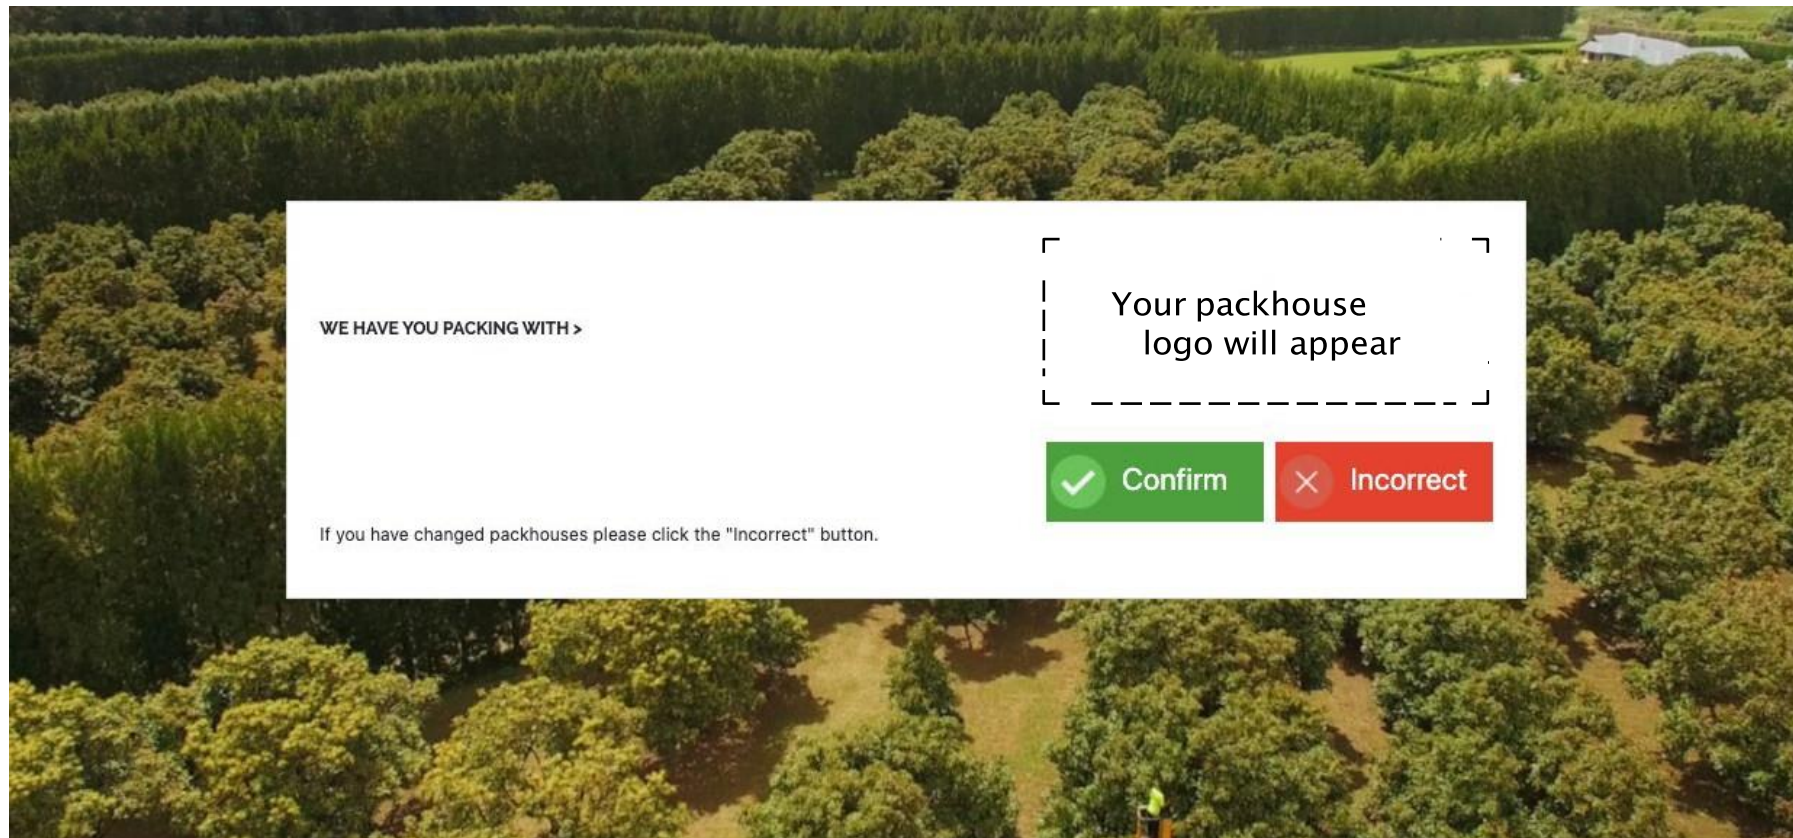 WE HAVE YOU PACKING WITH >
Your packhouse
logo will appear
Confirm
Incorrect
If you have changed packhouses please click the "Incorrect" button.